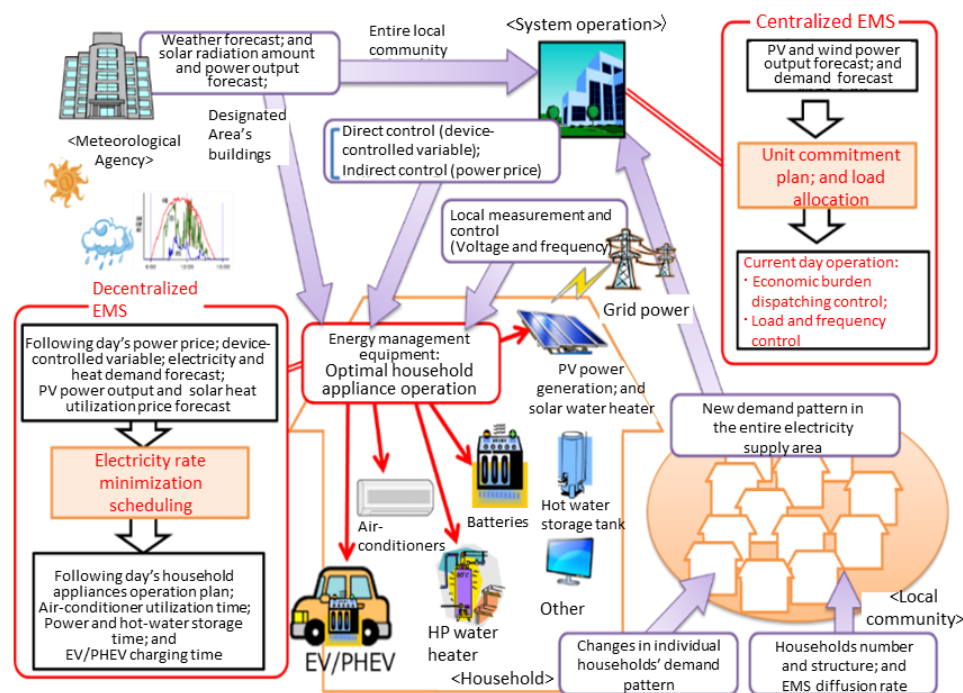 Weather forecast; and
solar radiation amount
and power output
forecast;
<Meteorological
Agency>
Entire local
community
Designated
Area's
buildings
<System operation>〉
Direct control (device-
controlled variable);
Indirect control (power price)
Local measurement and
control
(Voltage and frequency)
Grid power
Centralized EMS
PV and wind power
output forecast; and
demand forecast
Unit commitment
plan; and load
allocation
Current day operation:
・Economic burden
dispatching control;
・Load and frequency
control
6:00
12:00
Decentralized
EMS
Following day's power price; device-
controlled variable; electricity and
heat demand forecast;
PV power output and solar heat
utilization price forecast
Electricity rate
minimization
scheduling
Following day's household
appliances operation plan;
Air-conditioner utilization time;
Power and hot-water storage
time; and
EV/PHEV charging time
Energy management
equipment:
Optimal household
appliance operation
PV power
generation; and
solar water heater
Air-
conditioners
Batteries
Hot water
storage tank
EV/PHEV
HP water
heater
Other
<Household>
New demand pattern in
the entire electricity
supply area
<Local
community>
Changes in individual
households' demand
pattern
Households number
and structure; and
EMS diffusion rate